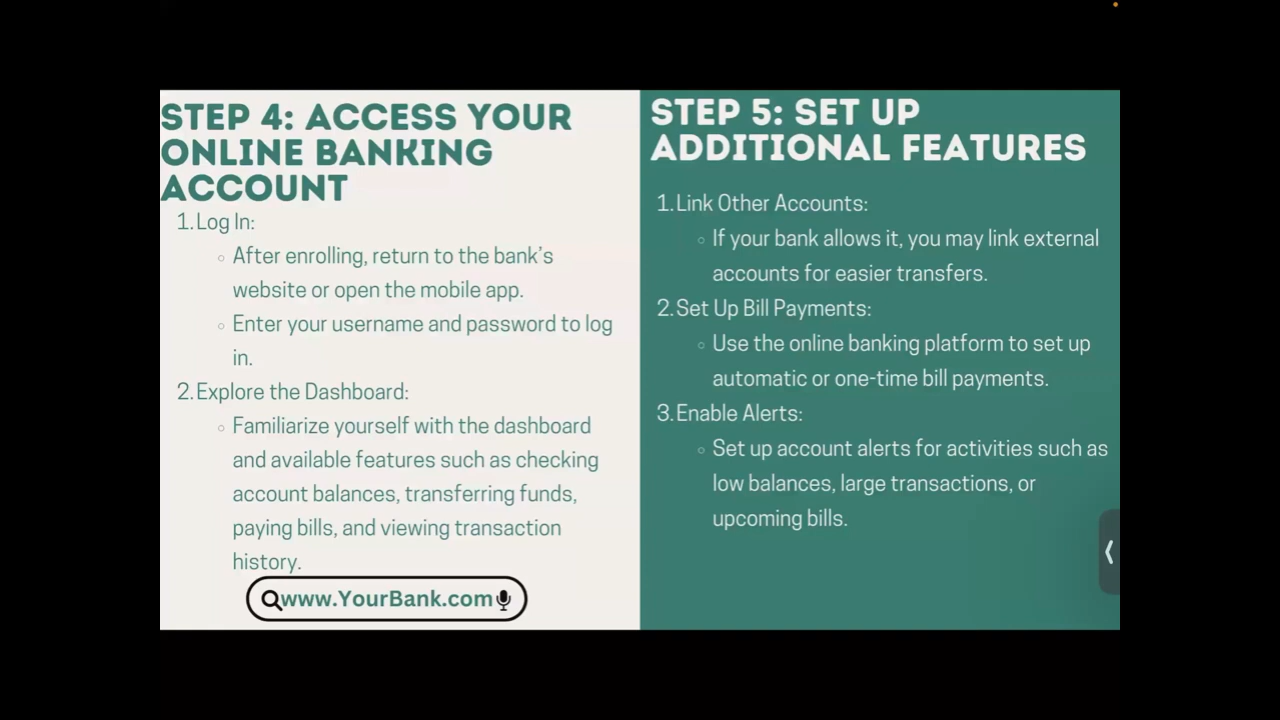 STEP 4: ACCESS YOUR
ONLINE BANKING
ACCOUNT
1. Log In:
◦ After enrolling, return to the bank's
website or open the mobile app.
◦ Enter your username and password to log
in.
2. Explore the Dashboard:
◦ Familiarize yourself with the dashboard
and available features such as checking
account balances, transferring funds,
paying bills, and viewing transaction
history.
www.YourBank.com
STEP 5: SET UP
ADDITIONAL FEATURES
1. Link Other Accounts:
◦ If your bank allows it, you may link external
accounts for easier transfers.
2. Set Up Bill Payments:
◦ Use the online banking platform to set up
automatic or one-time bill payments.
3. Enable Alerts:
◦ Set up account alerts for activities such as
low balances, large transactions, or
upcoming bills.